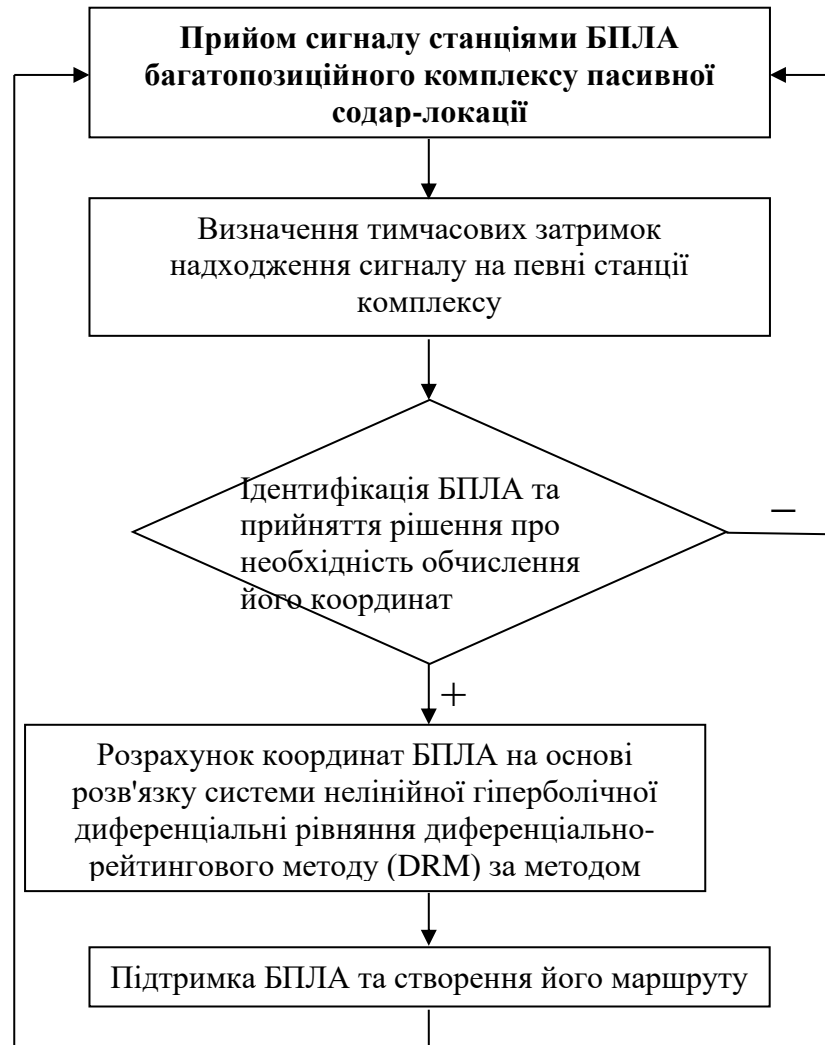 Прийом сигналу станціями БПЛА
багатопозиційного комплексу пасивної
содар-локації
Визначення тимчасових затримок
надходження сигналу на певні станції
комплексу
Ідентифікація БПЛА та
прийняття рішення про
необхідність обчислення
його координат
–
+
Розрахунок координат БПЛА на основі
розв'язку системи нелінійної гіперболічної
диференціальні рівняння диференціально-
рейтингового методу (DRM) за методом
Підтримка БПЛА та створення його маршруту